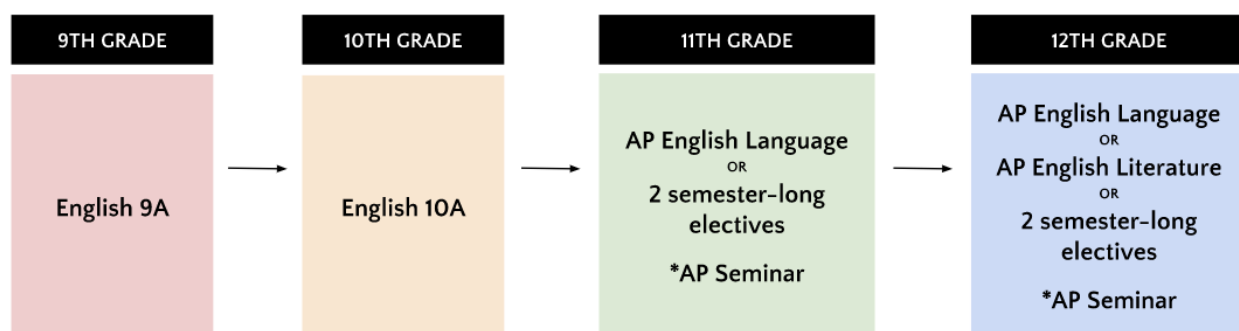 9TH GRADE
English 9A
10TH GRADE
English 10A
11TH GRADE
AP English Language
OR
2 semester-long
electives
*AP Seminar
12TH GRADE
AP English Language
OR
AP English Literature
OR
2 semester-long
electives
*AP Seminar